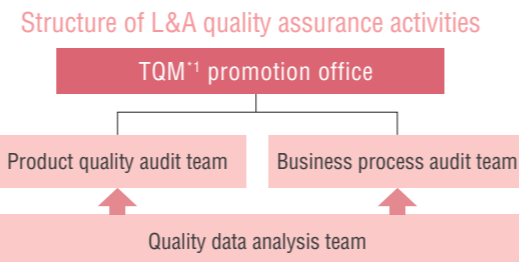 Structure of L&A quality assurance activities
TQM*1 promotion office
Product quality audit team
Business process audit team
Quality data analysis team